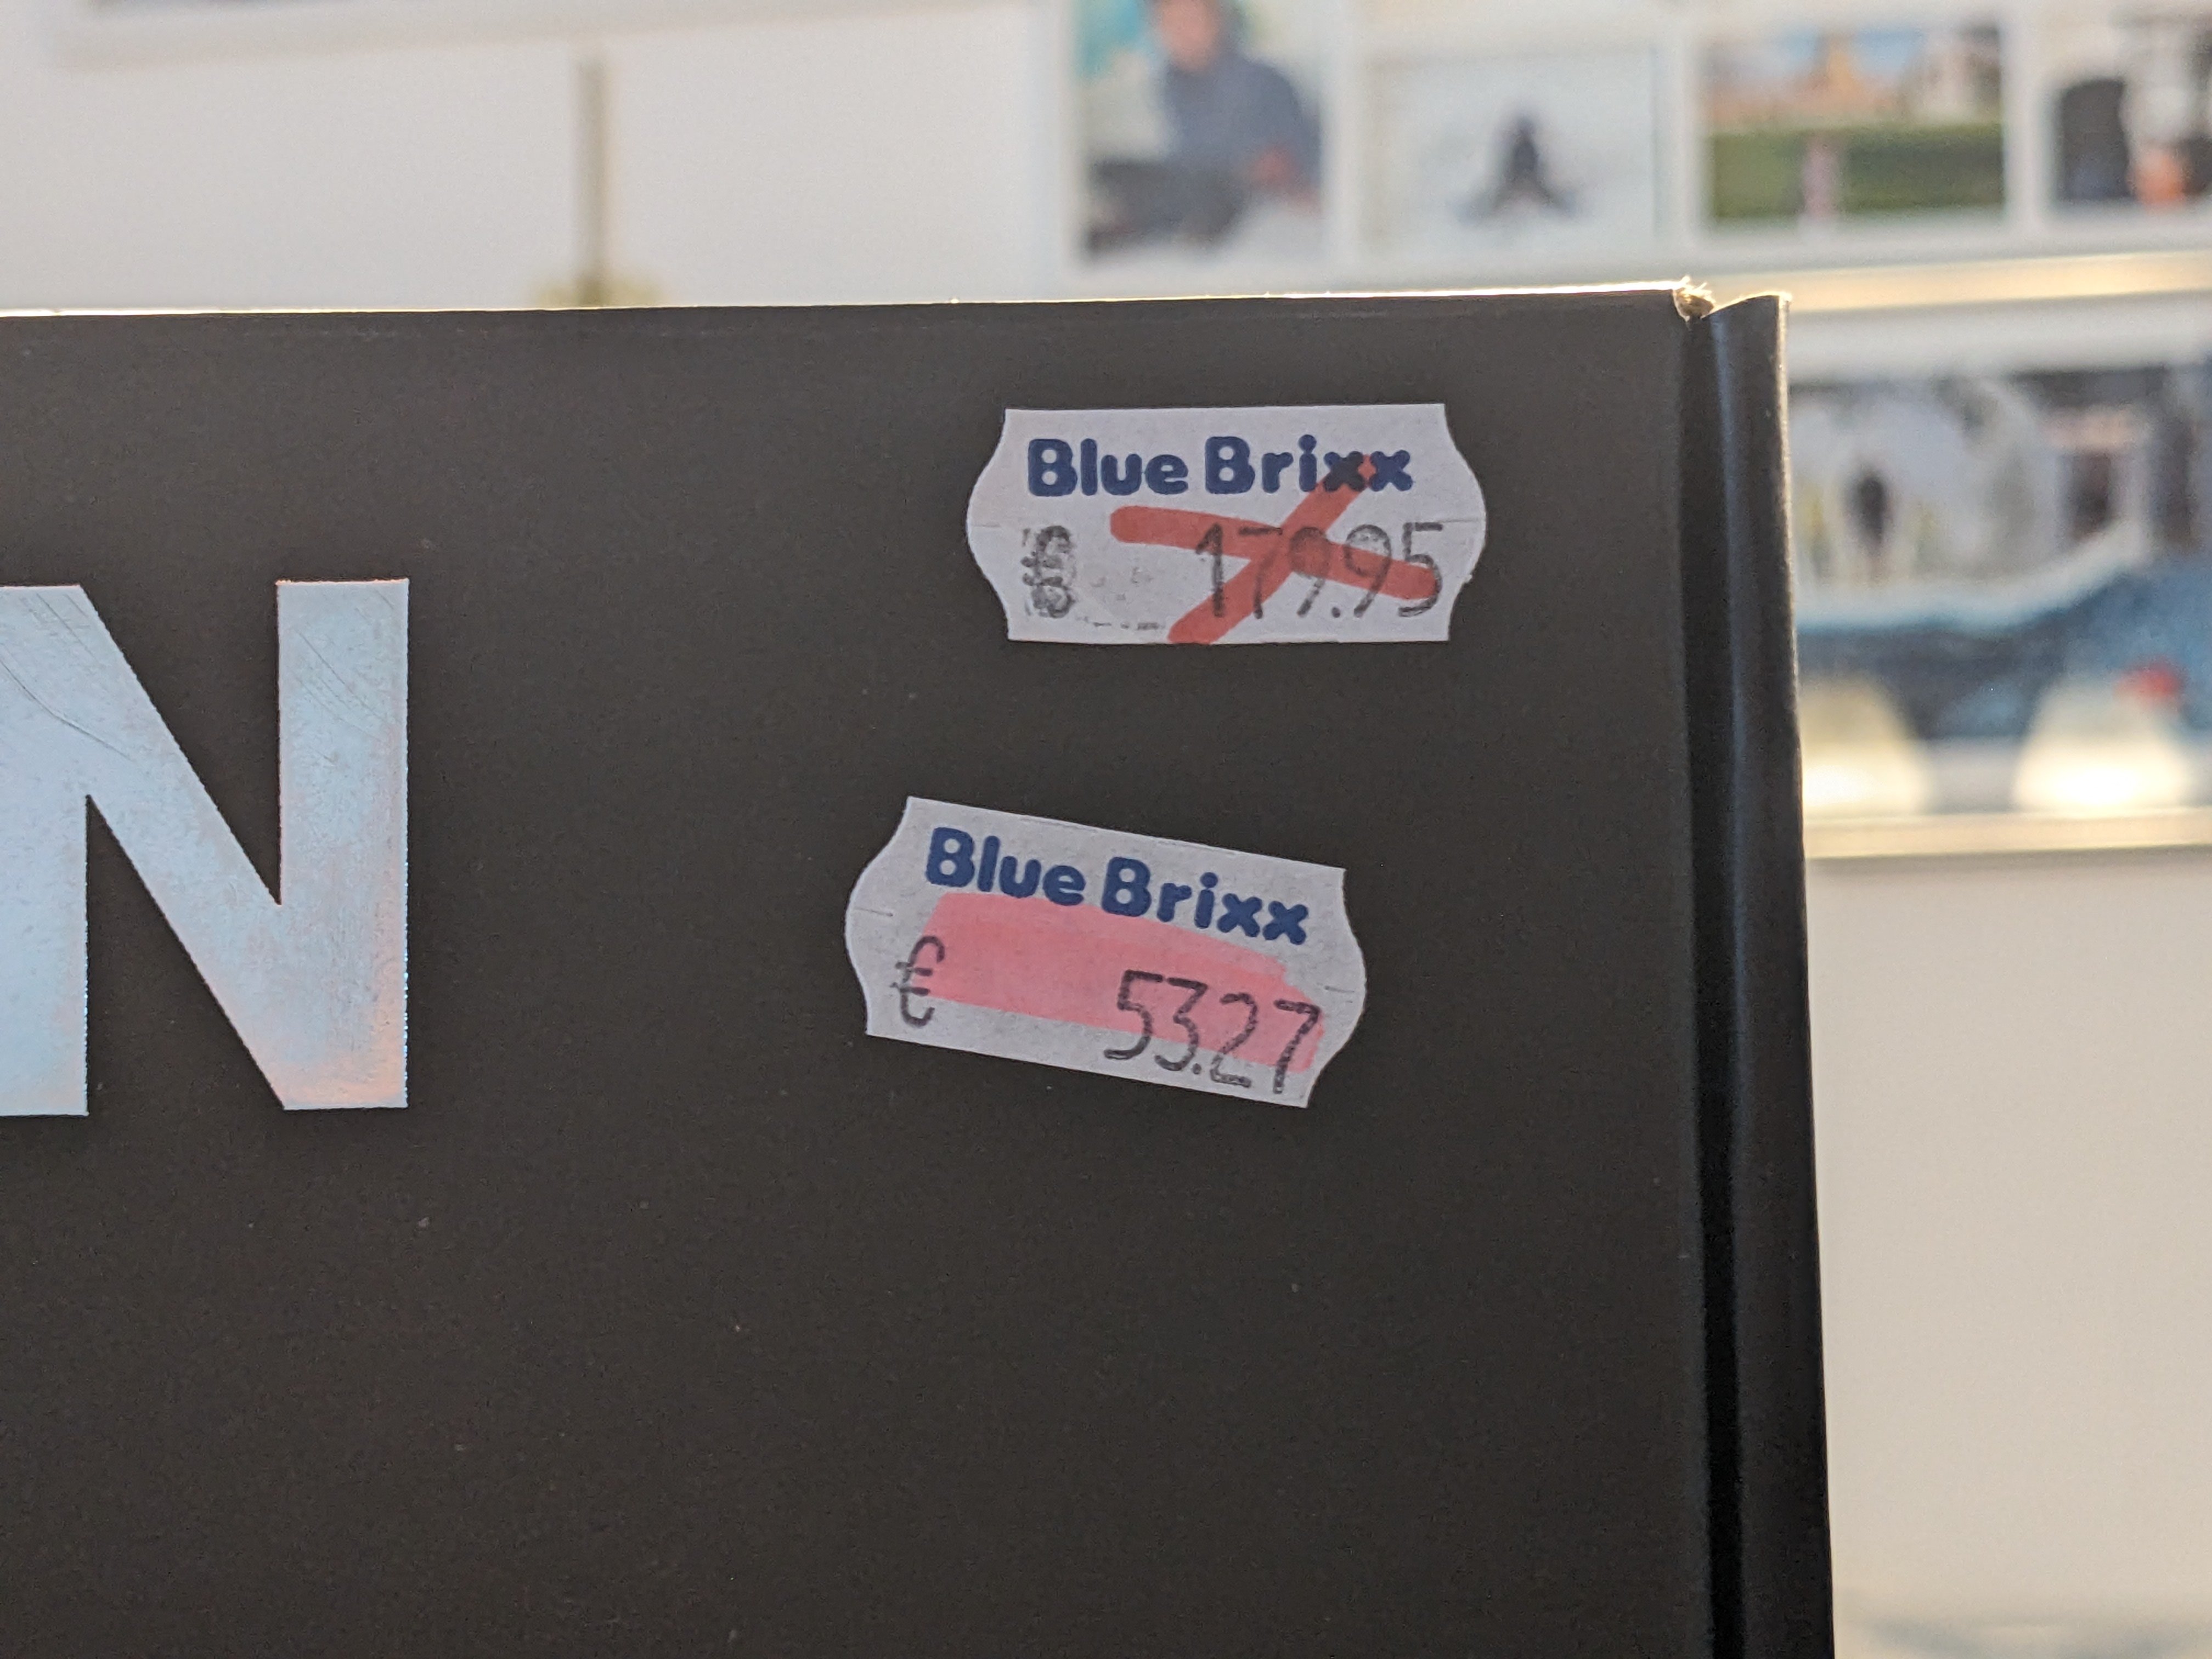 Blue Brixx
€ 179.95
N
Blue Brixx
€ 53.27